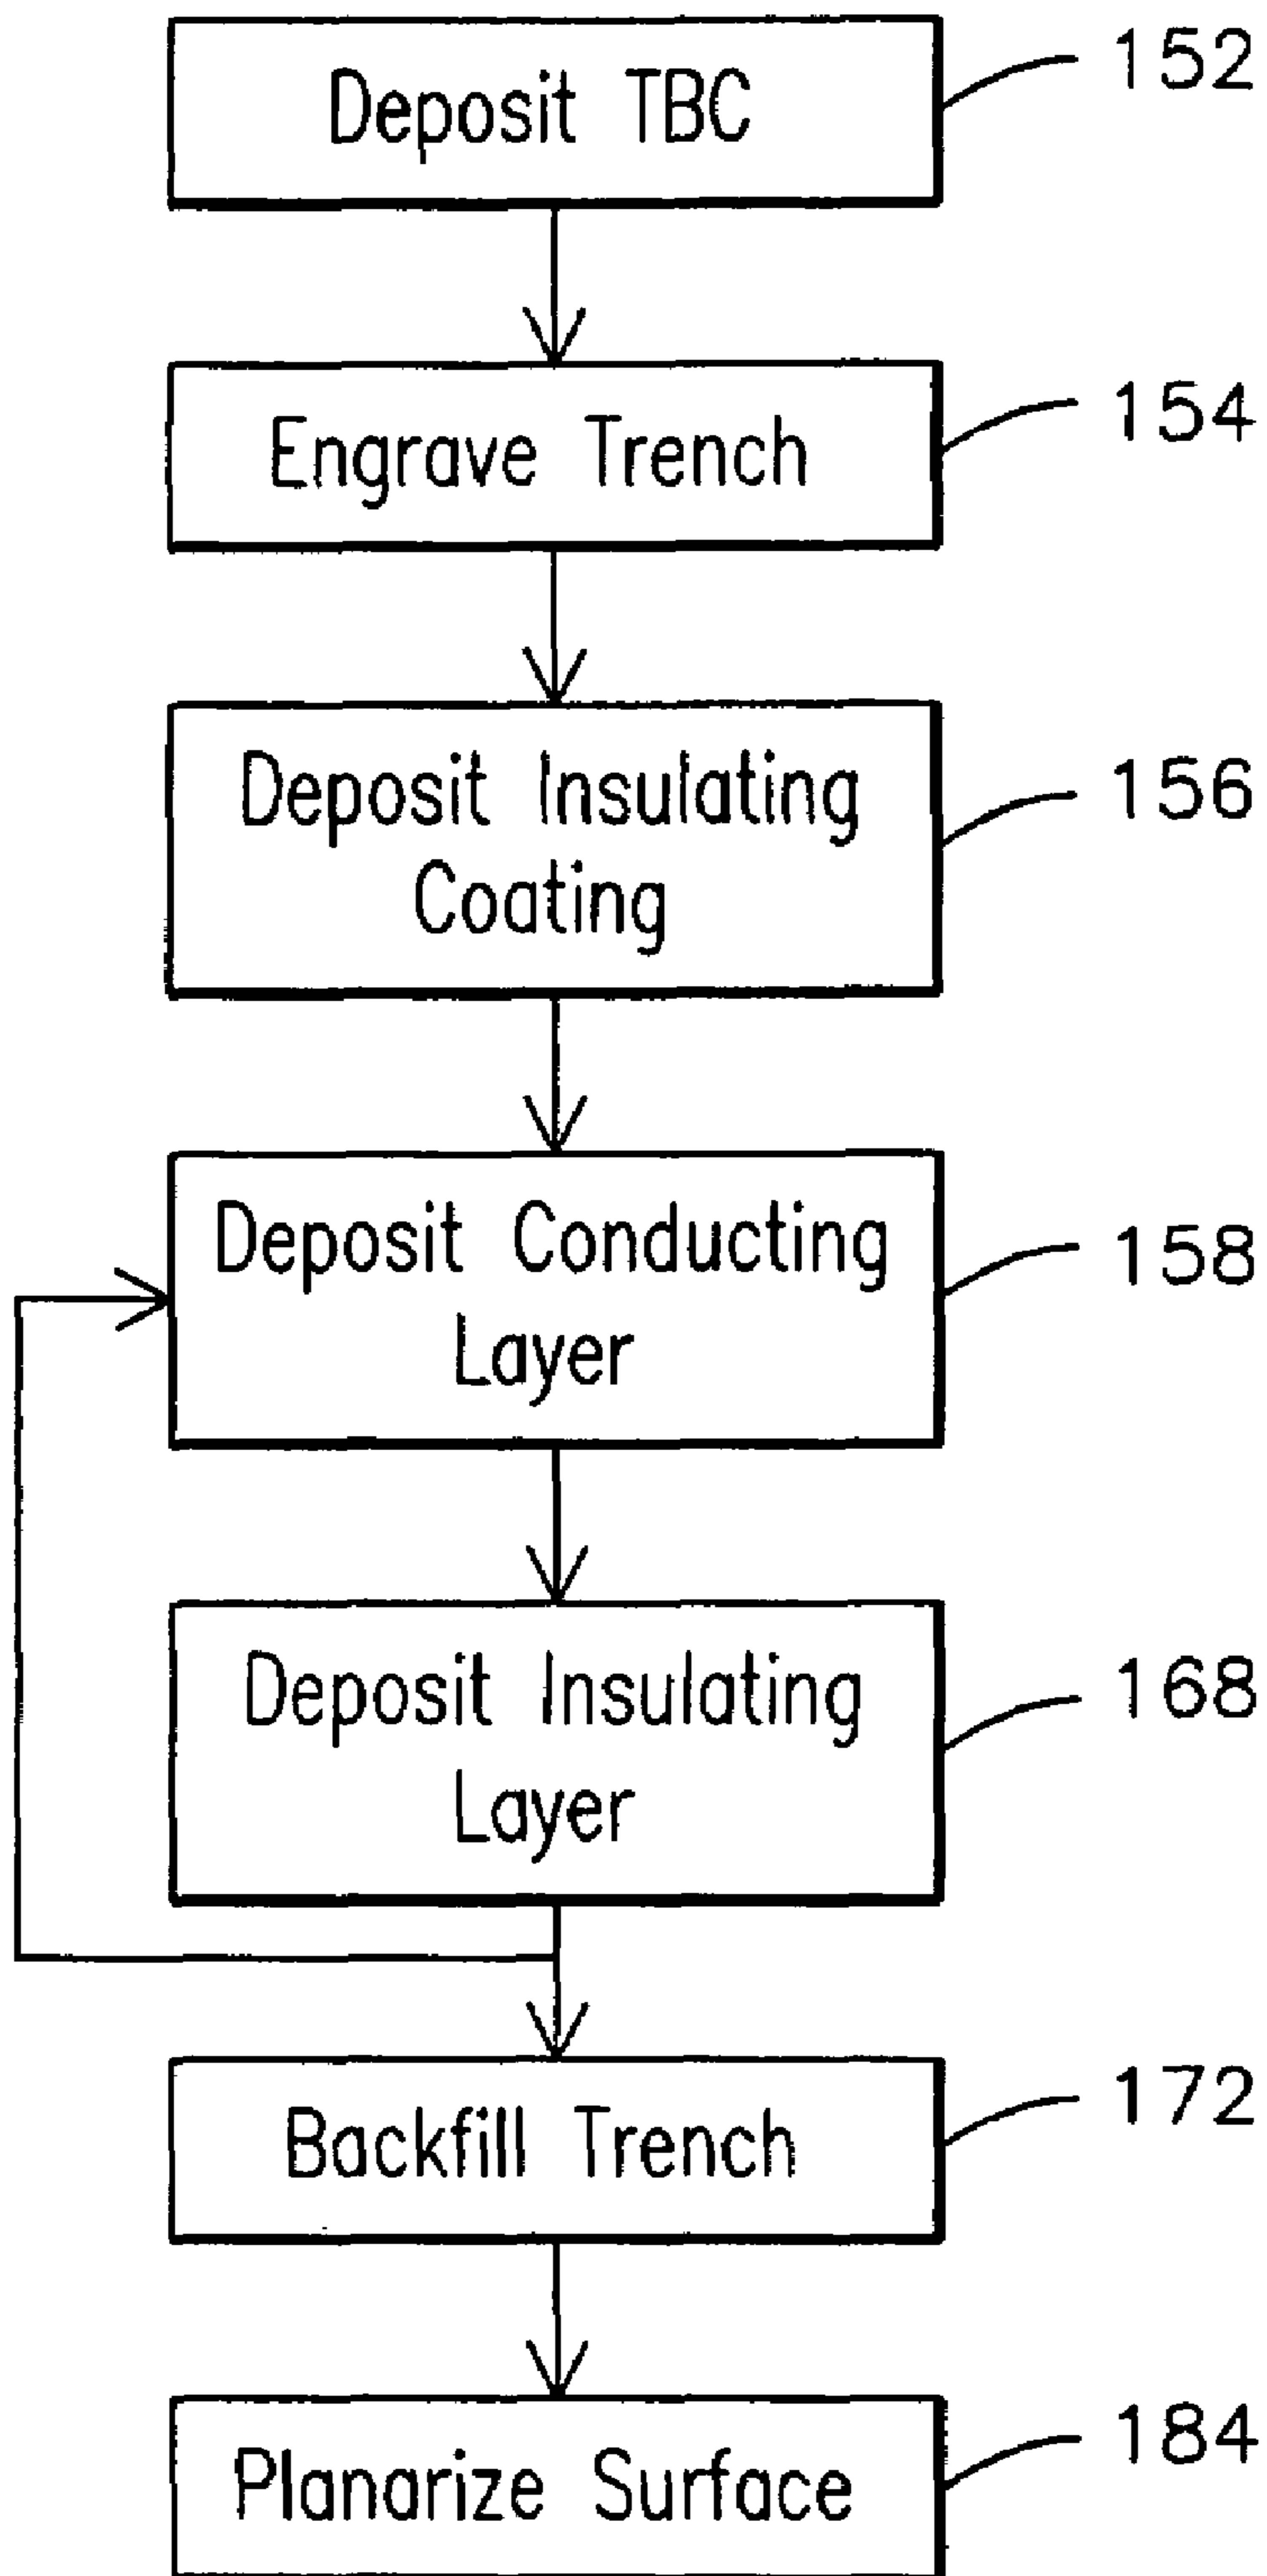 Deposit TBC
152
Engrave Trench
154
Deposit Insulating
Coating
156
Deposit Conducting
Layer
158
Deposit Insulating
Layer
168
Backfill Trench
172
Planarize Surface
184